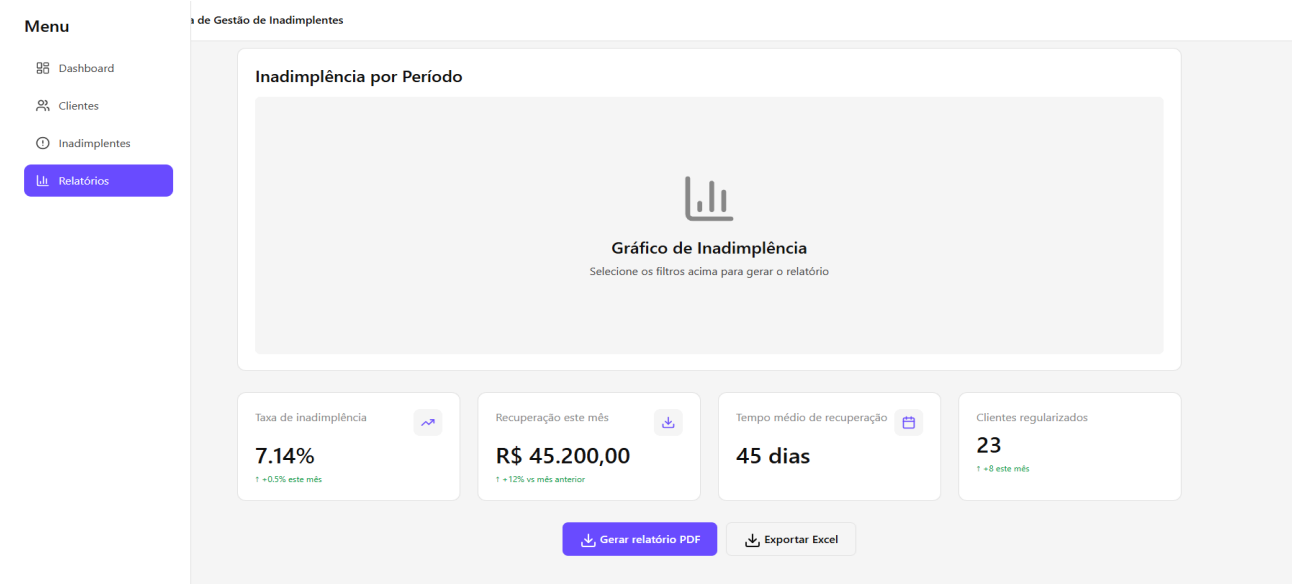 Menu
a de Gestão de Inadimplentes
Dashboard
Clientes
Inadimplentes
Relatórios
Inadimplência por Período
Gráfico de Inadimplência
Selecione os filtros acima para gerar o relatório
Taxa de inadimplência
7.14%
↑ +0.5% este mês
Recuperação este mês
R$ 45.200,00
↑ +12% vs mês anterior
Tempo médio de recuperação
45 dias
Clientes regularizados
23
↑ +8 este mês
Gerar relatório PDF
Exportar Excel